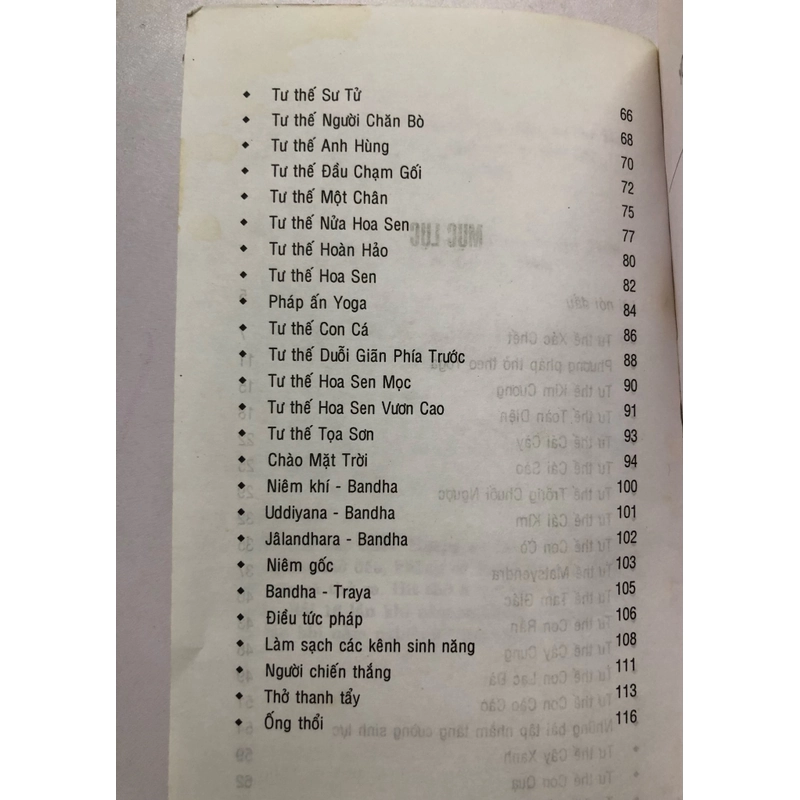 • Tư thế Sư Tử 66
• Tư thế Người Chăn Bò 68
• Tư thế Anh Hùng 70
• Tư thế Đầu Chạm Gối 72
• Tư thế Một Chân 75
• Tư thế Nửa Hoa Sen 77
• Tư thế Hoàn Hảo 80
• Tư thế Hoa Sen 82
• Pháp ấn Yoga 84
• Tư thế Con Cá 86
• Tư thế Duỗi Giãn Phía Trước 88
• Tư thế Hoa Sen Mọc 90
• Tư thế Hoa Sen Vươn Cao 91
• Tư thế Tọa Sơn 93
• Chào Mặt Trời 94
• Niêm khí - Bandha 100
• Uddiyana - Bandha 101
• Jâlandhara - Bandha 102
• Niêm gốc 103
• Bandha - Traya 105
• Điều tức pháp 106
• Làm sạch các kênh sinh năng 108
• Người chiến thắng 111
• Thở thanh tẩy 113
• Ống thổi 116